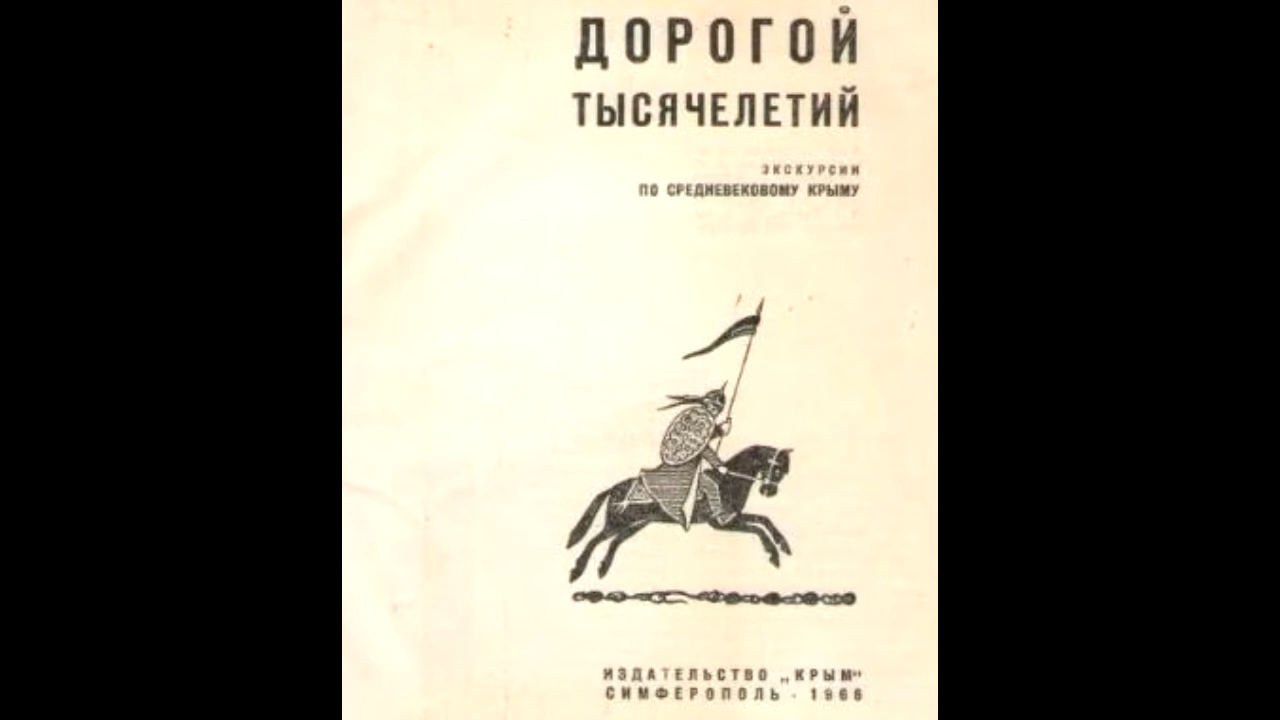 ДОРОГОЙ
ТЫСЯЧЕЛЕТИЙ
ЭКСКУРСИИ
ПО СРЕДНЕВЕКОВОМУ КРЫМУ
ИЗДАТЕЛЬСТВО „КРЫМ"
СИМФЕРОПОЛЬ · 1966